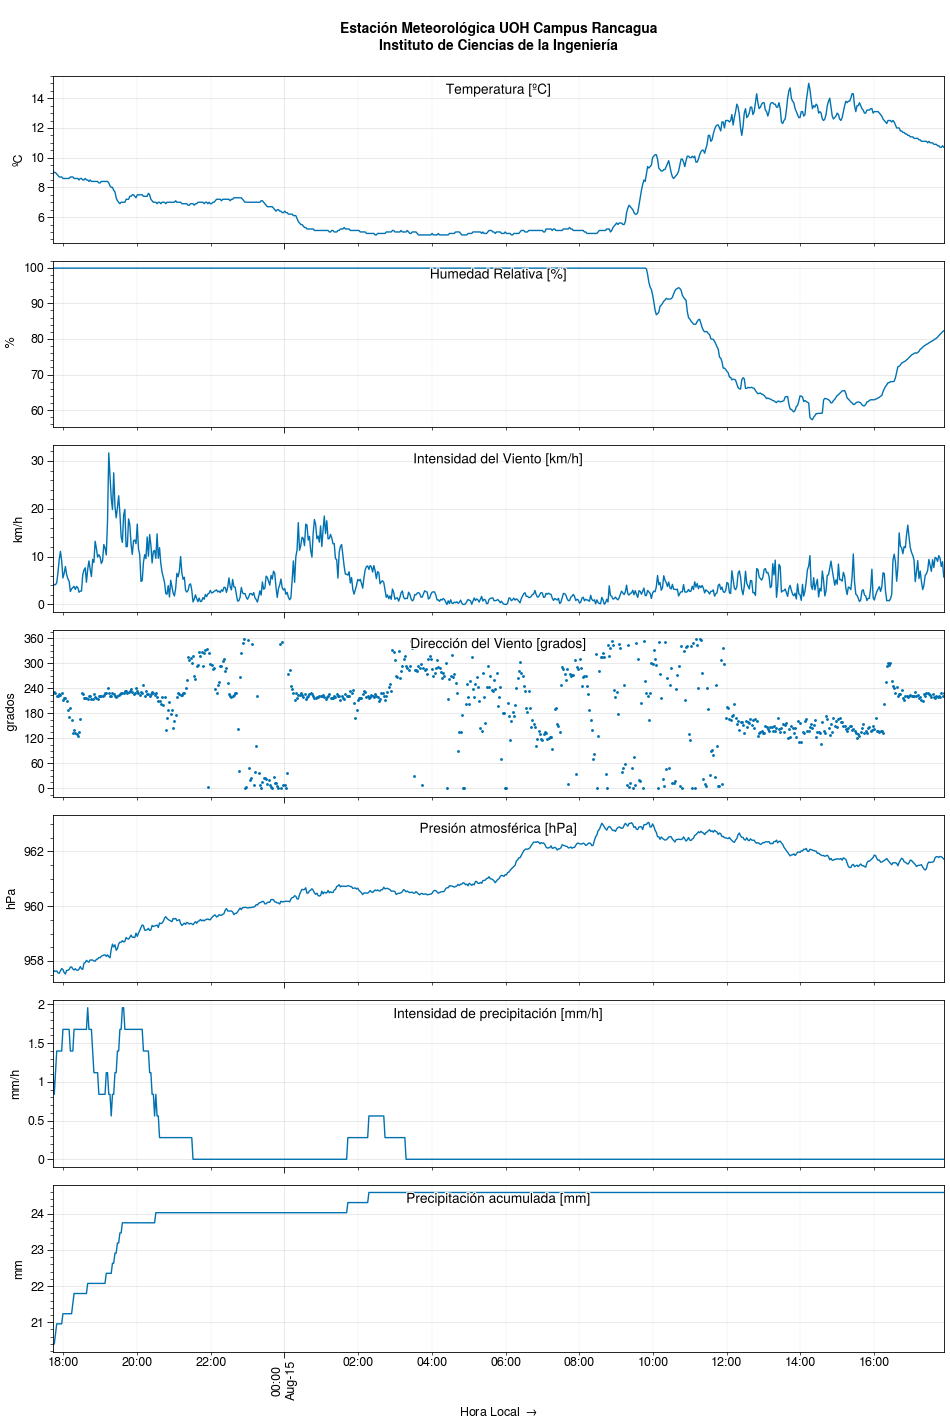 Estación Meteorológica UOH Campus Rancagua
Instituto de Ciencias de la Ingeniería
Temperatura [ºC]
ºC
14
12
10
8
6
Humedad Relativa [%]
%
100
90
80
70
60
Intensidad del Viento [km/h]
km/h
30
20
10
0
Dirección del Viento [grados]
grados
360
300
240
180
120
60
0
Presión atmosférica [hPa]
hPa
962
960
958
Intensidad de precipitación [mm/h]
mm/h
2
1.5
1
0.5
0
Precipitación acumulada [mm]
mm
24
23
22
21
18:00 20:00 22:00 00:00 02:00 04:00 06:00 08:00 10:00 12:00 14:00 16:00
Aug-15
Hora Local →